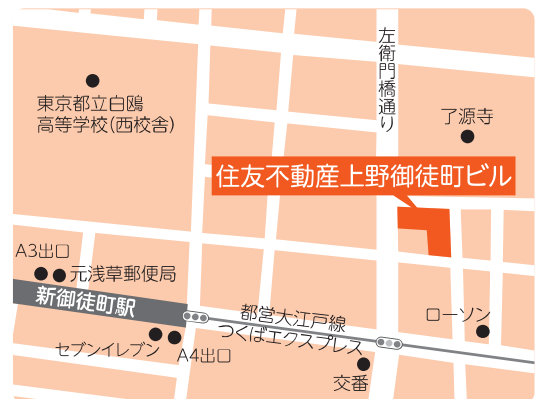 左衛門橋通り
東京都立白鴎
高等学校(西校舎)
了源寺
住友不動産上野御徒町ビル
A3出口
元浅草郵便局
新御徒町駅
都営大江戸線
つくばエクスプレス
ローソン
セブンイレブン
A4出口
交番